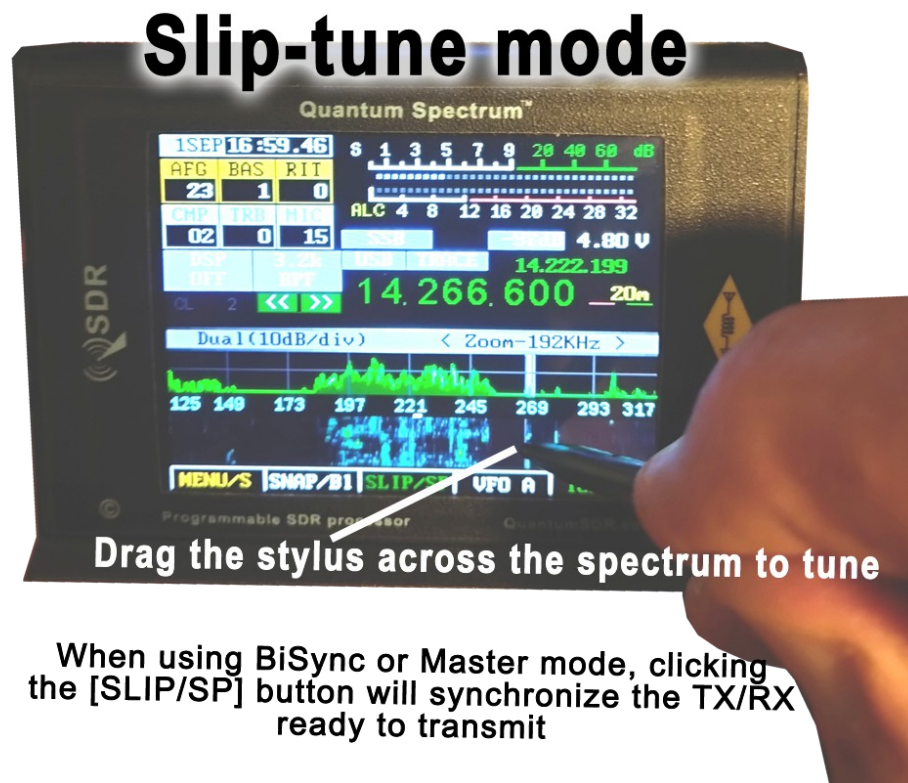 Slip-tune mode
Quantum Spectrum™
1SEP 16:59.46
S 1 3 5 7 9 20 40 60 dB
AFG BAS RIT
23 1 0
ALC 4 8 12 16 20 24 28 32
CMP TRB MIC
02 0 15
SSB 4.80 V
DSP 3.2k USB TRACE 14.222.199
OFF
CL 2 << >> 14.266.600 20m
Dual(10dB/div) < Zoom-192KHz >
125 149 173 197 221 245 269 293 317
MENU/S SNAP/B1 SLIP/SP VFO A
SDR
©
Programmable SDR processor
Drag the stylus across the spectrum to tune
When using BiSync or Master mode, clicking
the [SLIP/SP] button will synchronize the TX/RX
ready to transmit